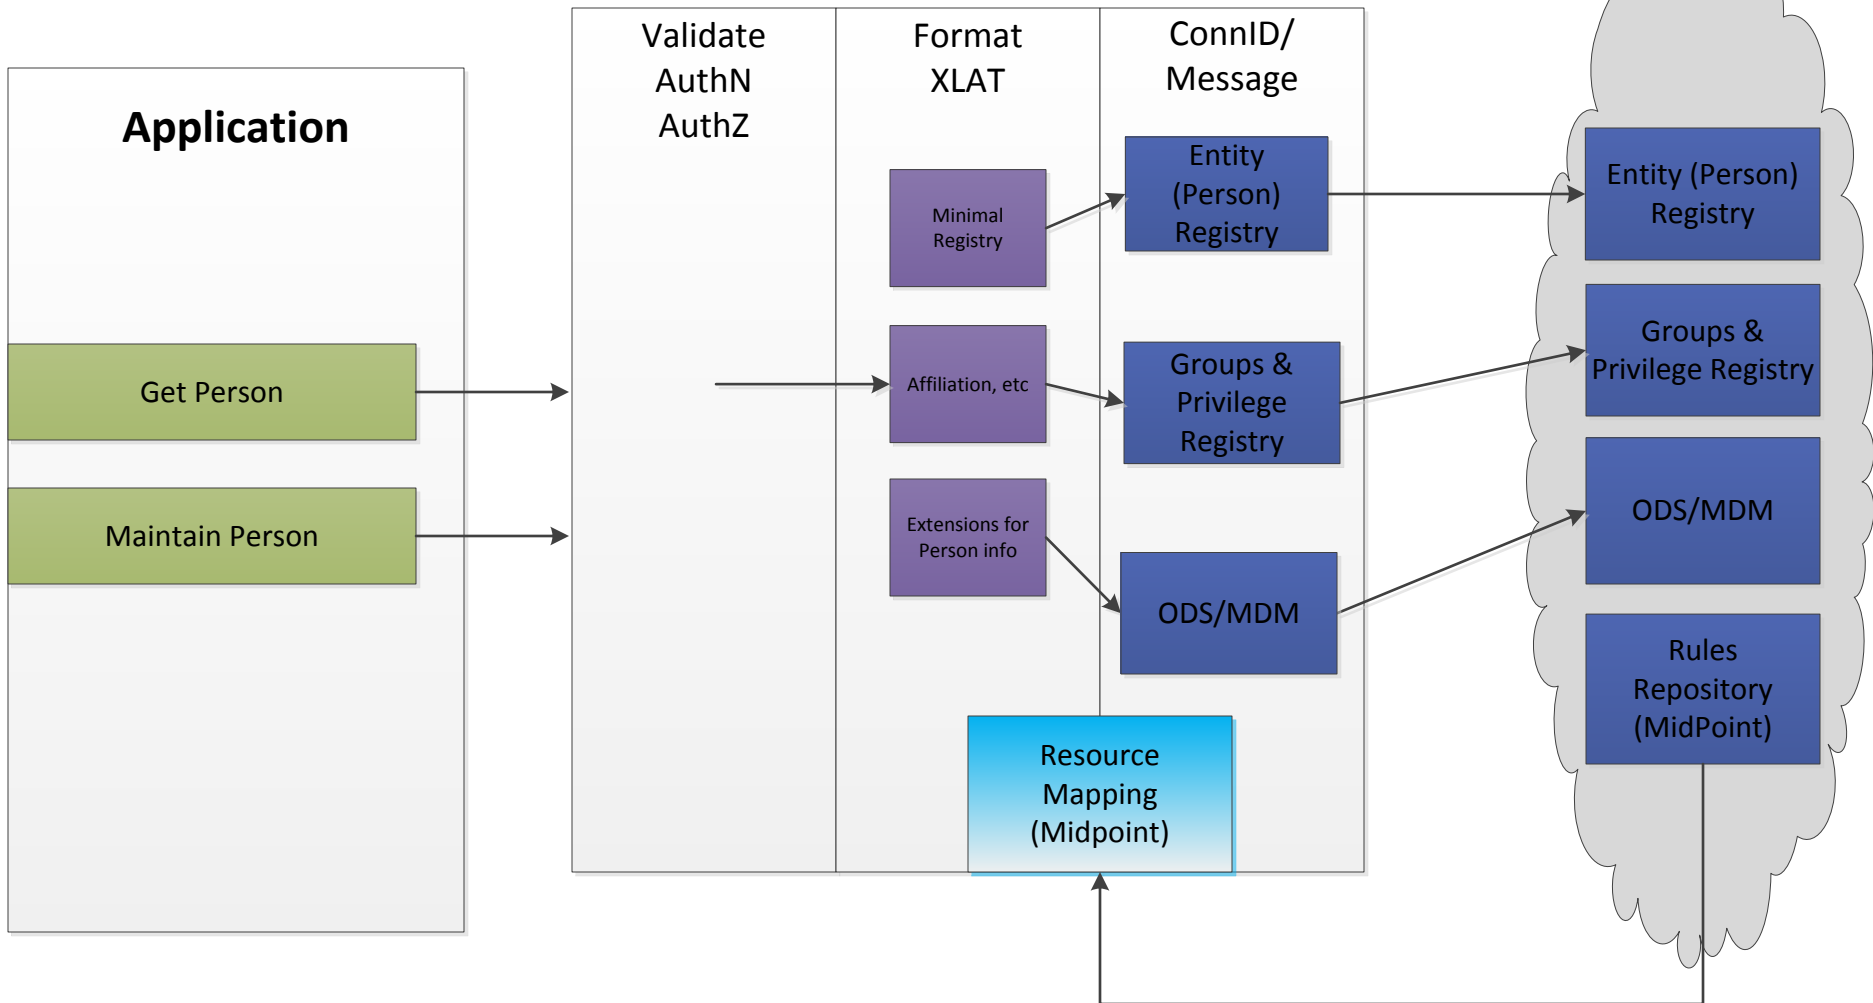 Application
Get Person
Maintain Person
Validate
AuthN
AuthZ
Format
XLAT
ConnID/
Message
Minimal
Registry
Affiliation, etc
Extensions for
Person info
Entity
(Person)
Registry
Groups &
Privilege
Registry
ODS/MDM
Resource
Mapping
(Midpoint)
Entity (Person)
Registry
Groups &
Privilege Registry
ODS/MDM
Rules
Repository
(MidPoint)